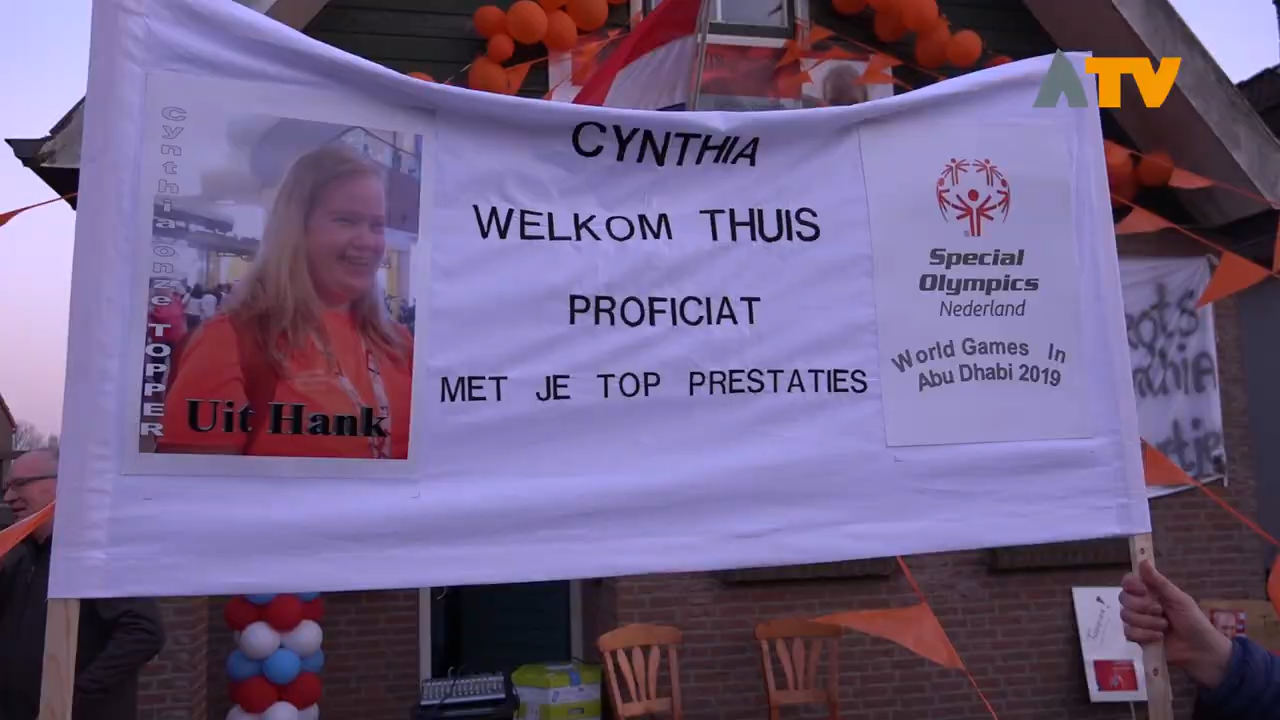 ATV
Cynthia onze TOPPER
Uit Hank
CYNTHIA
WELKOM THUIS
PROFICIAT
MET JE TOP PRESTATIES
Special
Olympics
Nederland
World Games In
Abu Dhabi 2019